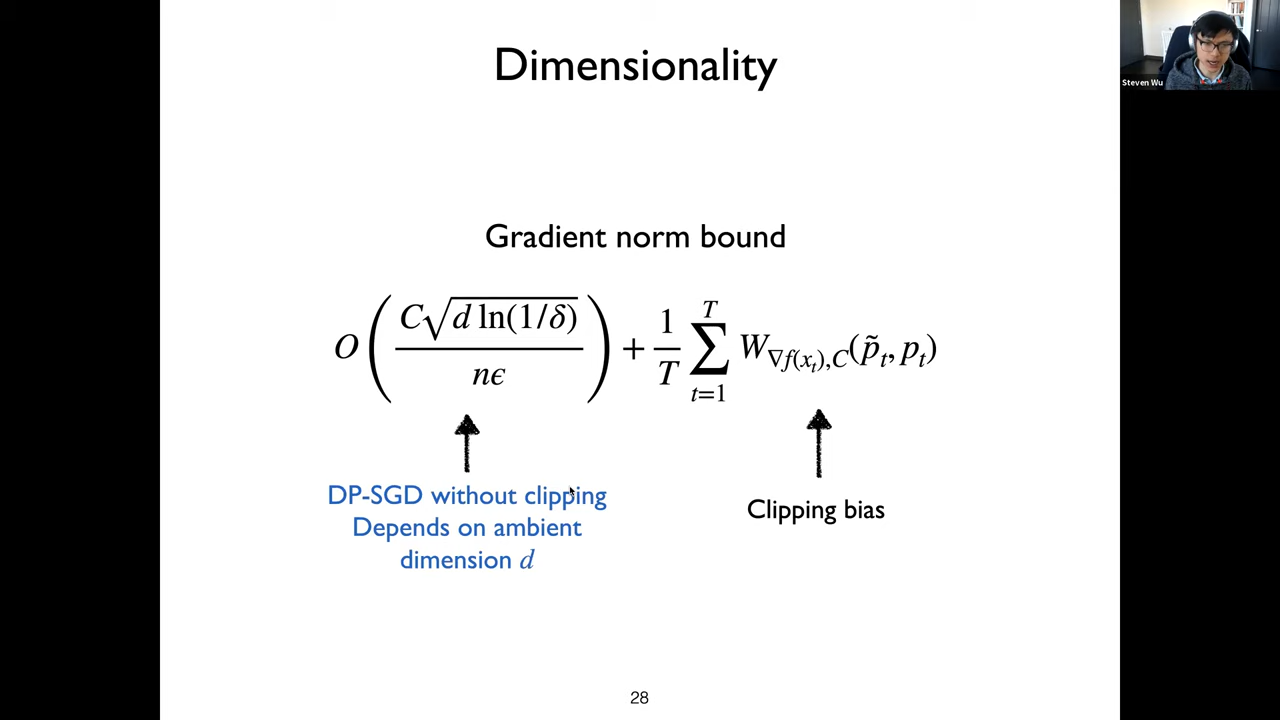 Dimensionality
Steven Wu
Gradient norm bound
O ( C√(d ln(1/δ)) / nϵ ) + 1/T ∑_{t=1}^{T} W_{∇f(x_t),C}(p̃_t, p_t)
DP-SGD without clipping
Depends on ambient
dimension d
Clipping bias
28